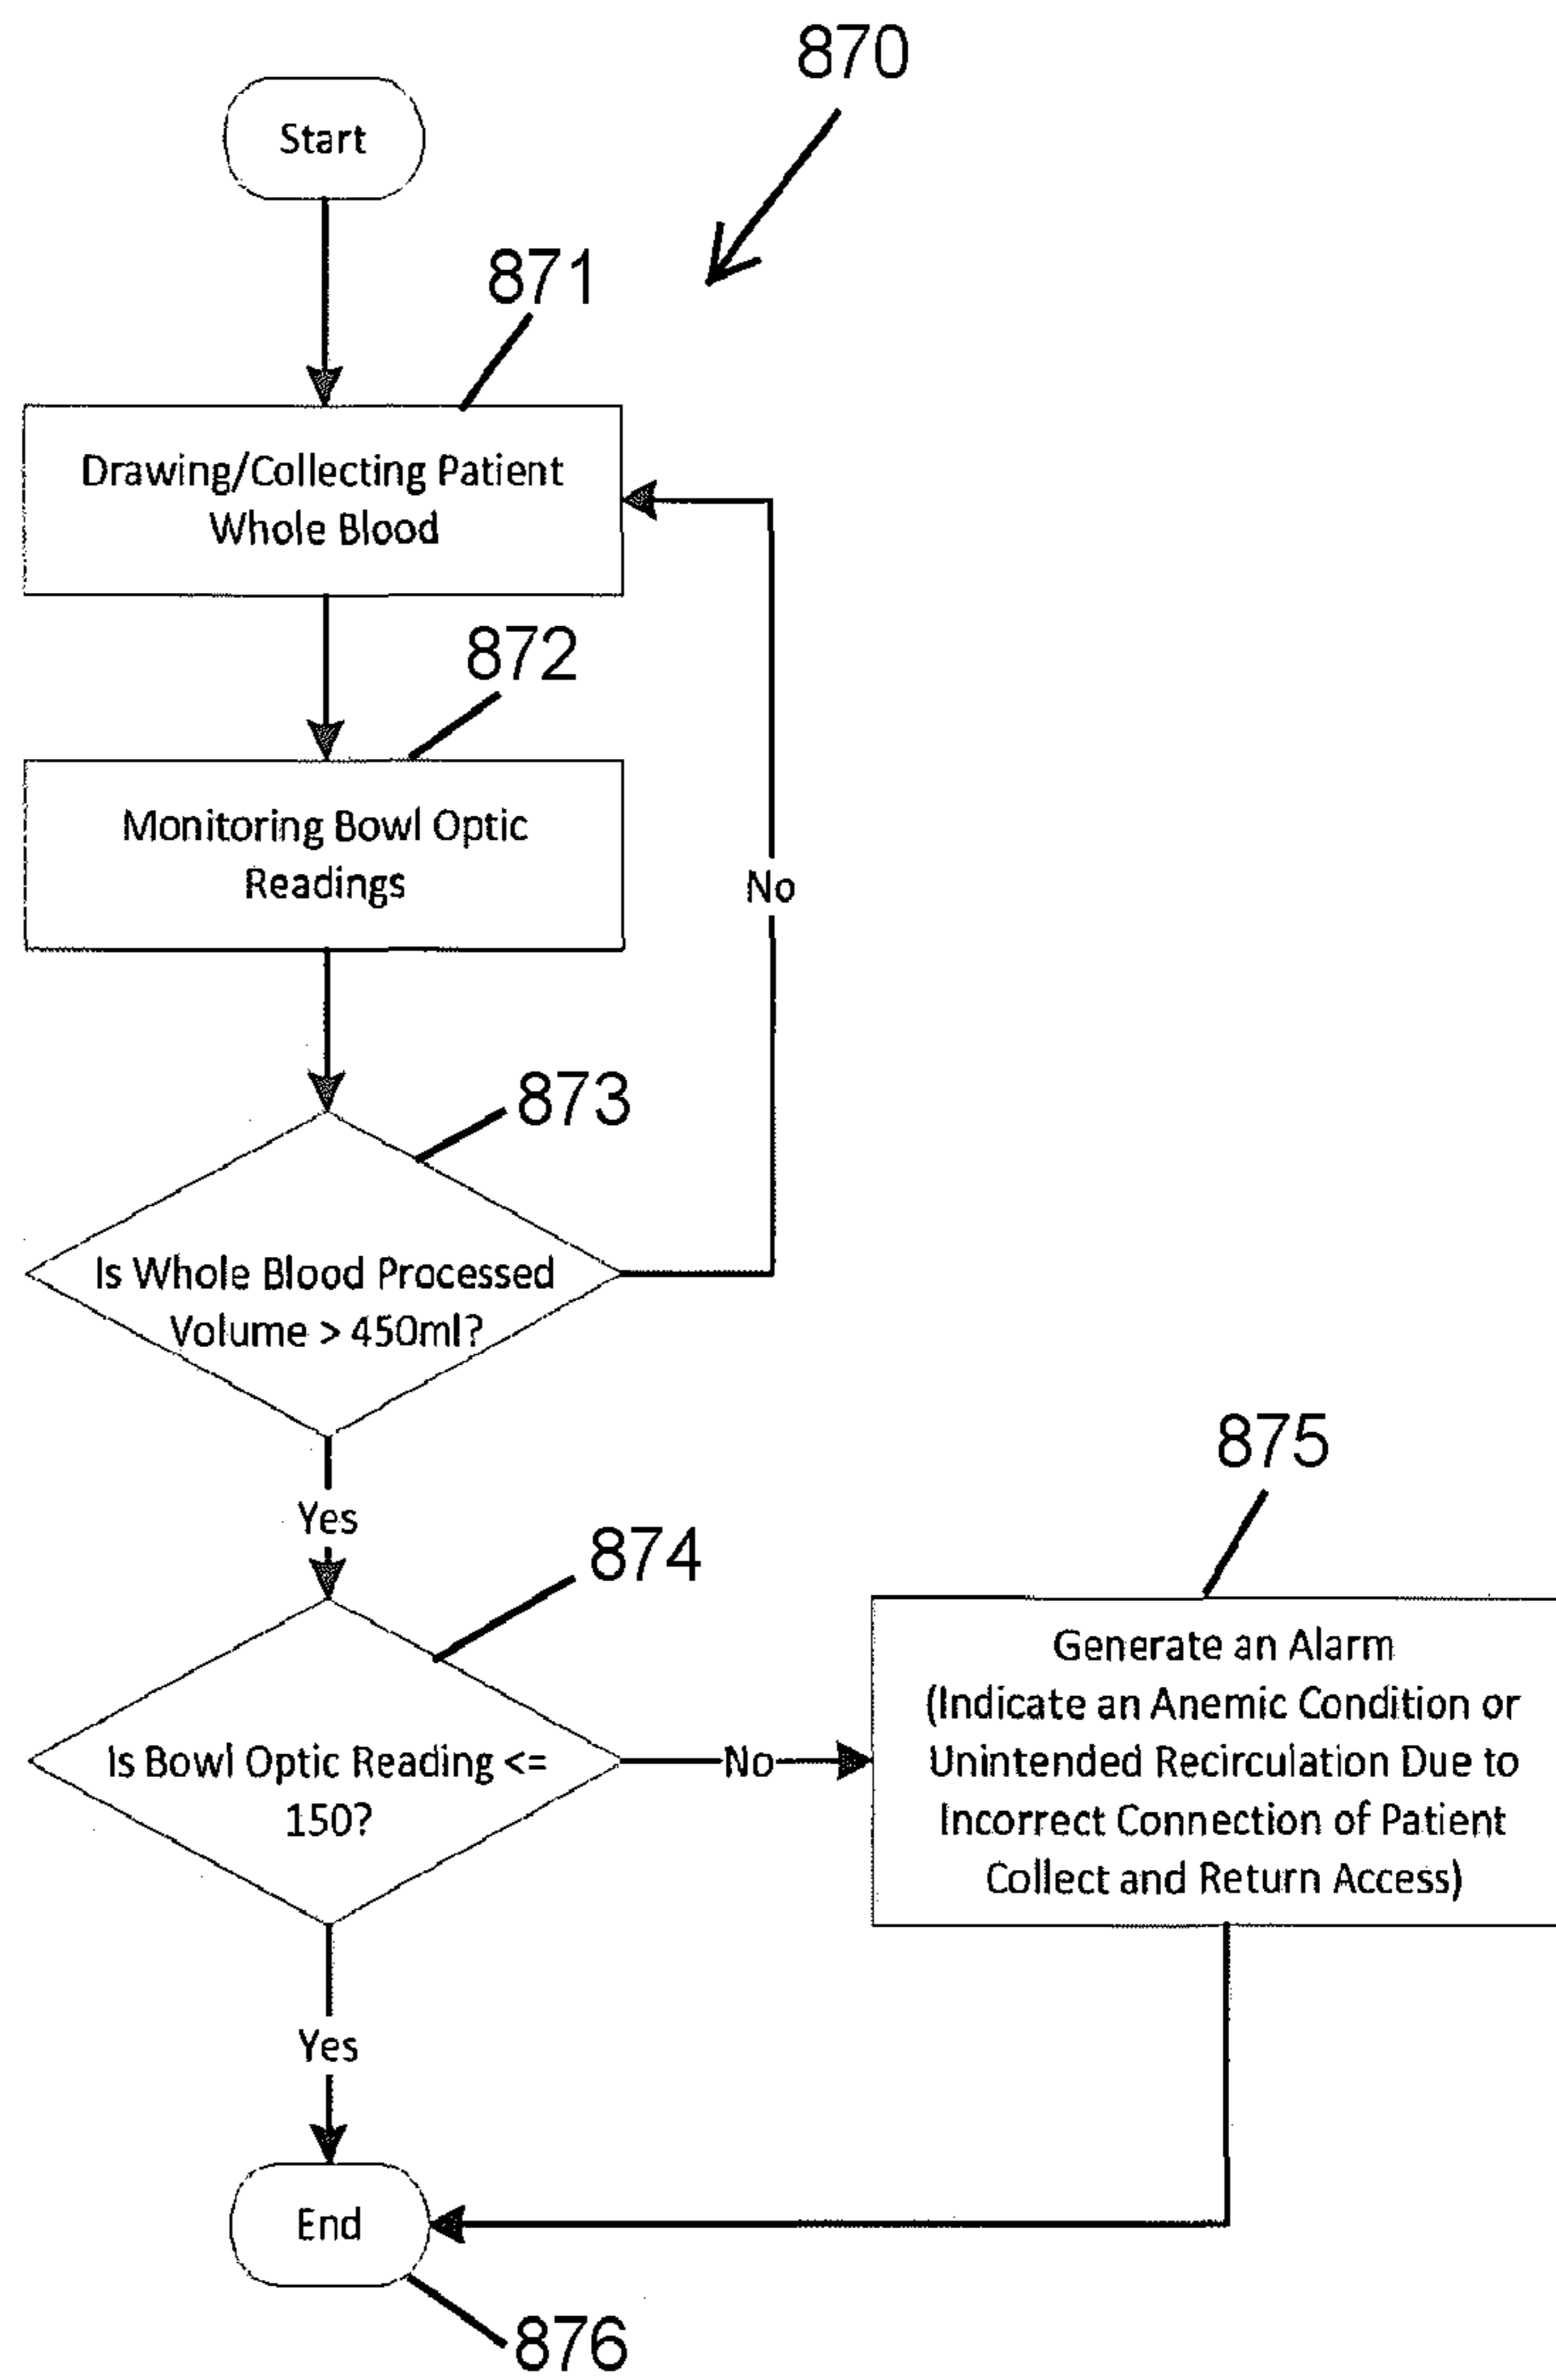 870
Start
871
Drawing/Collecting Patient
Whole Blood
872
Monitoring Bowl Optic
Readings
No
873
Is Whole Blood Processed
Volume > 450ml?
Yes
874
Is Bowl Optic Reading <=
150?
No
875
Generate an Alarm
(Indicate an Anemic Condition or
Unintended Recirculation Due to
Incorrect Connection of Patient
Collect and Return Access)
Yes
End
876